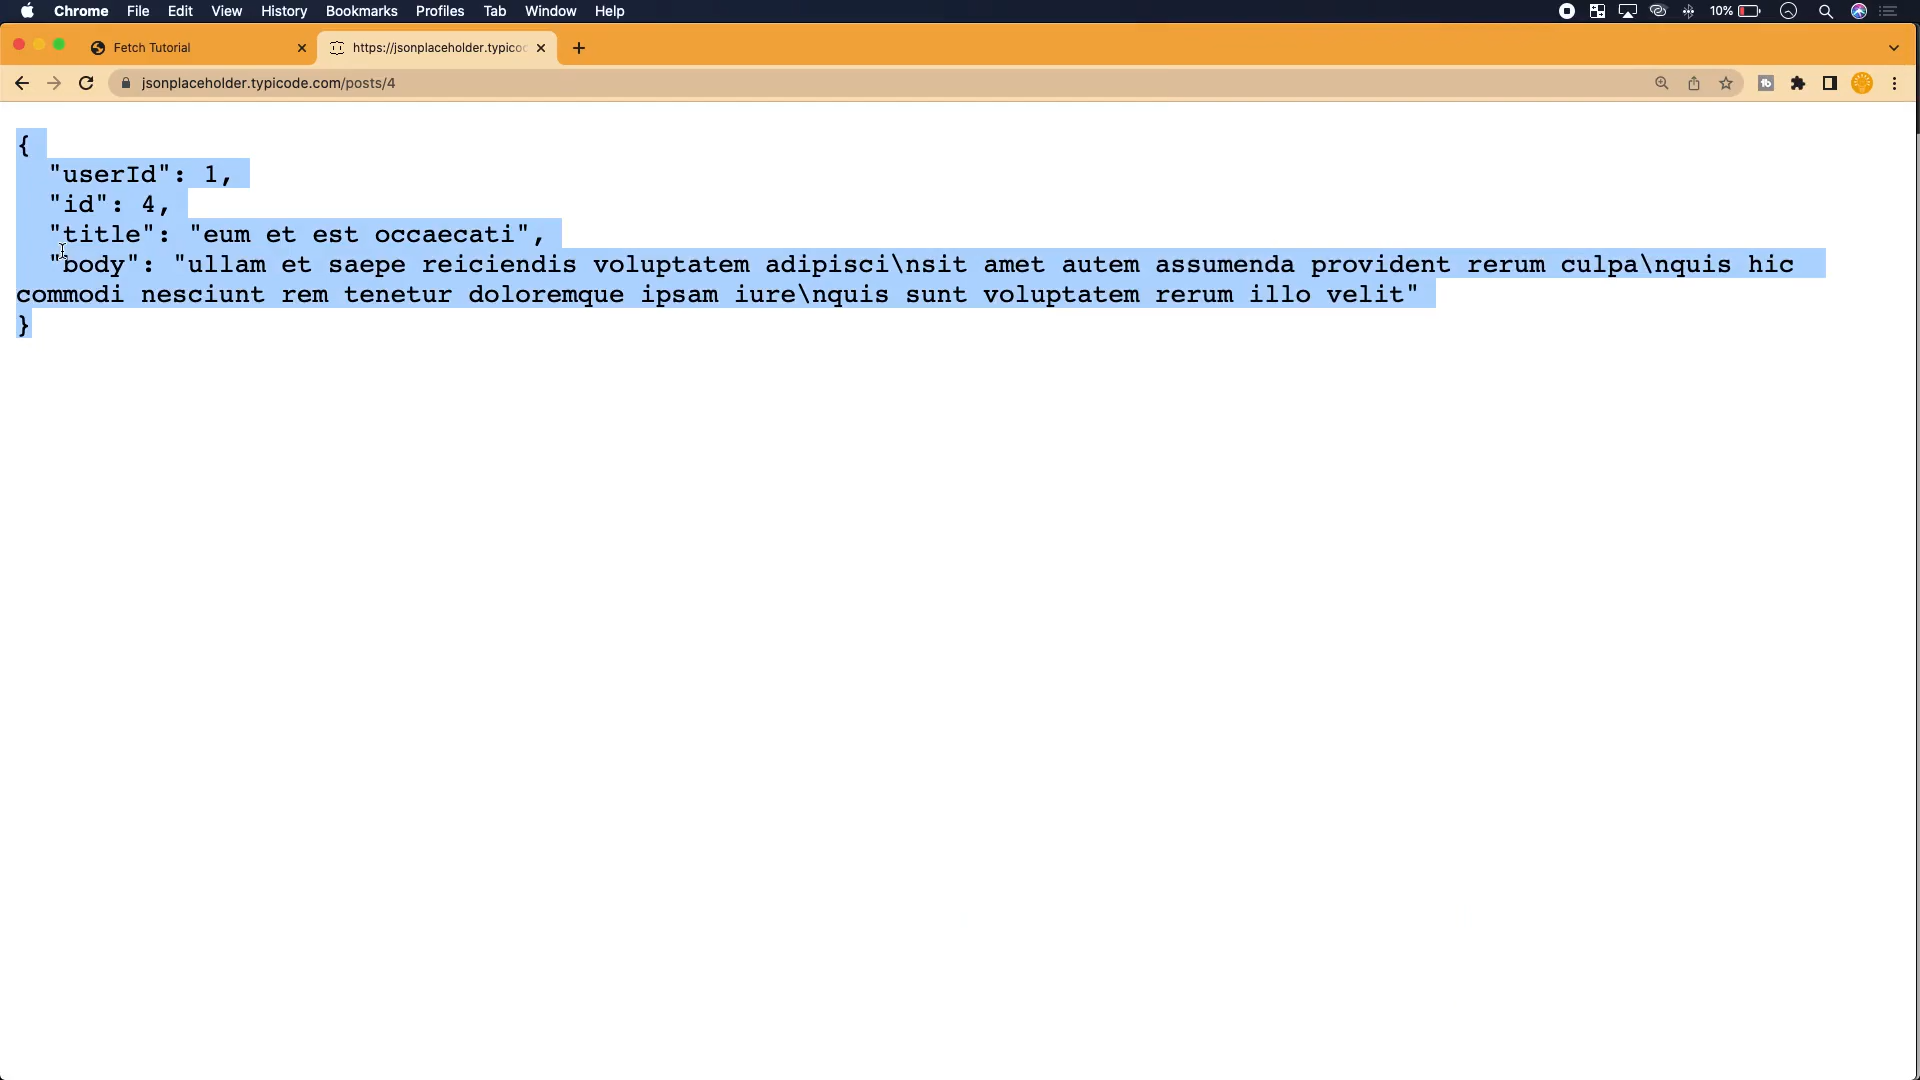 Chrome File Edit View History Bookmarks Profiles Tab Window Help 10%
Fetch Tutorial https://jsonplaceholder.typicod
jsonplaceholder.typicode.com/posts/4
{
"userId": 1,
"id": 4,
"title": "eum et est occaecati",
"body": "ullam et saepe reiciendis voluptatem adipisci\nsit amet autem assumenda provident rerum culpa\nquis hic
commodi nesciunt rem tenetur doloremque ipsam iure\nquis sunt voluptatem rerum illo velit"
}